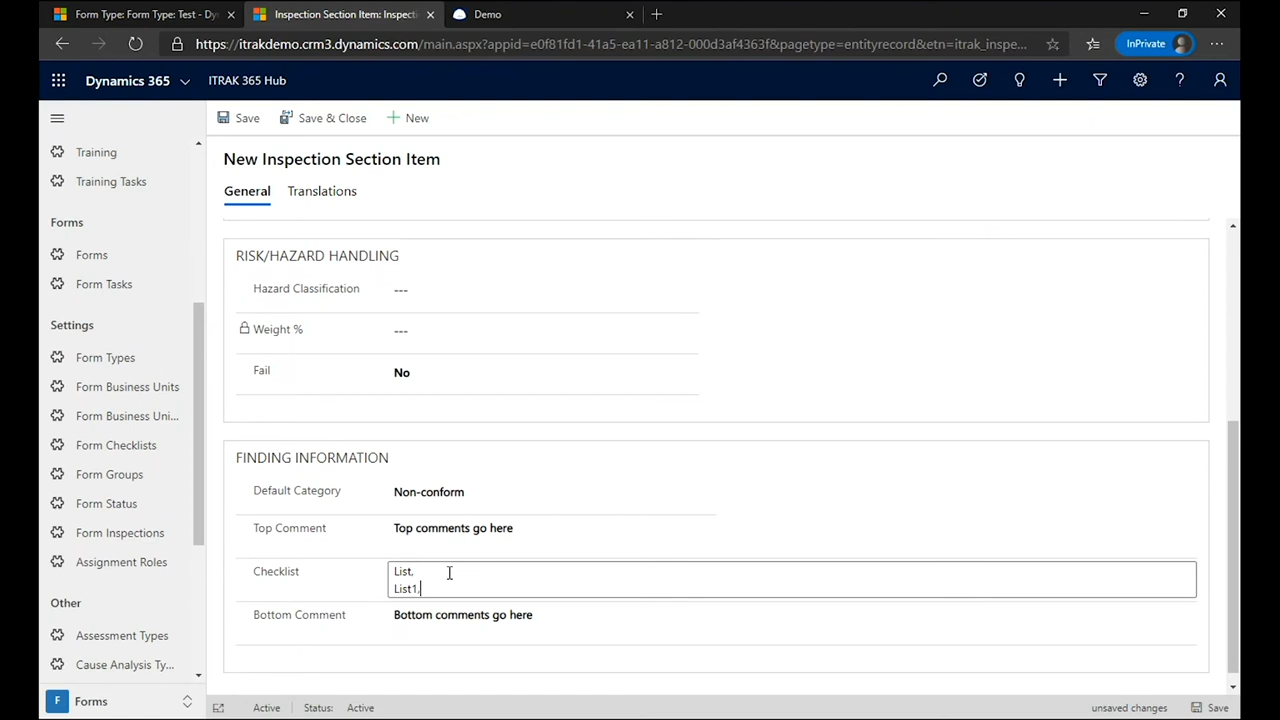 Form Type: Form Type: Test - Dy
Inspection Section Item: Inspecti
Demo
https://itrakdemo.crm3.dynamics.com/main.aspx?appid=e0f81fd1-41a5-ea11-a812-000d3af4363f&pagetype=entityrecord&etn=itrak_inspe...
InPrivate
Dynamics 365
ITRAK 365 Hub
Save
Save & Close
New
New Inspection Section Item
General
Translations
Training
Training Tasks
Forms
Forms
Form Tasks
Settings
Form Types
Form Business Units
Form Business Uni...
Form Checklists
Form Groups
Form Status
Form Inspections
Assignment Roles
Other
Assessment Types
Cause Analysis Ty...
F Forms
RISK/HAZARD HANDLING
Hazard Classification ---
Weight % ---
Fail No
FINDING INFORMATION
Default Category Non-conform
Top Comment Top comments go here
Checklist List,
List1,
Bottom Comment Bottom comments go here
Active Status: Active unsaved changes Save